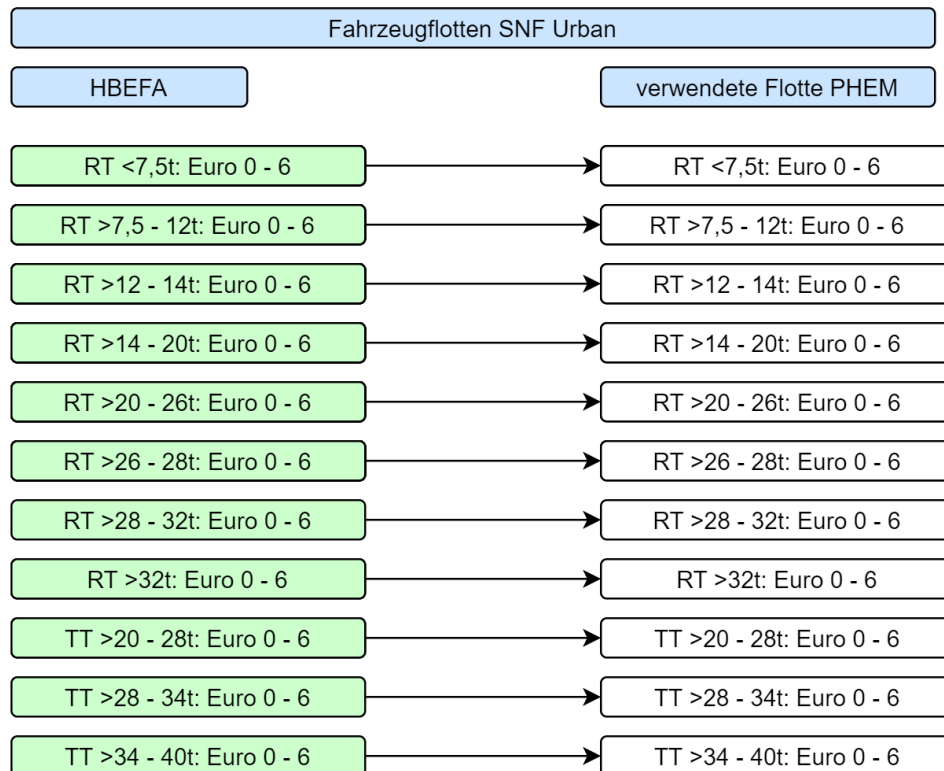 Fahrzeugflotten SNF Urban
HBEFA verwendete Flotte PHEM
RT <7,5t: Euro 0 - 6 RT <7,5t: Euro 0 - 6
RT >7,5 - 12t: Euro 0 - 6 RT >7,5 - 12t: Euro 0 - 6
RT >12 - 14t: Euro 0 - 6 RT >12 - 14t: Euro 0 - 6
RT >14 - 20t: Euro 0 - 6 RT >14 - 20t: Euro 0 - 6
RT >20 - 26t: Euro 0 - 6 RT >20 - 26t: Euro 0 - 6
RT >26 - 28t: Euro 0 - 6 RT >26 - 28t: Euro 0 - 6
RT >28 - 32t: Euro 0 - 6 RT >28 - 32t: Euro 0 - 6
RT >32t: Euro 0 - 6 RT >32t: Euro 0 - 6
TT >20 - 28t: Euro 0 - 6 TT >20 - 28t: Euro 0 - 6
TT >28 - 34t: Euro 0 - 6 TT >28 - 34t: Euro 0 - 6
TT >34 - 40t: Euro 0 - 6 TT >34 - 40t: Euro 0 - 6